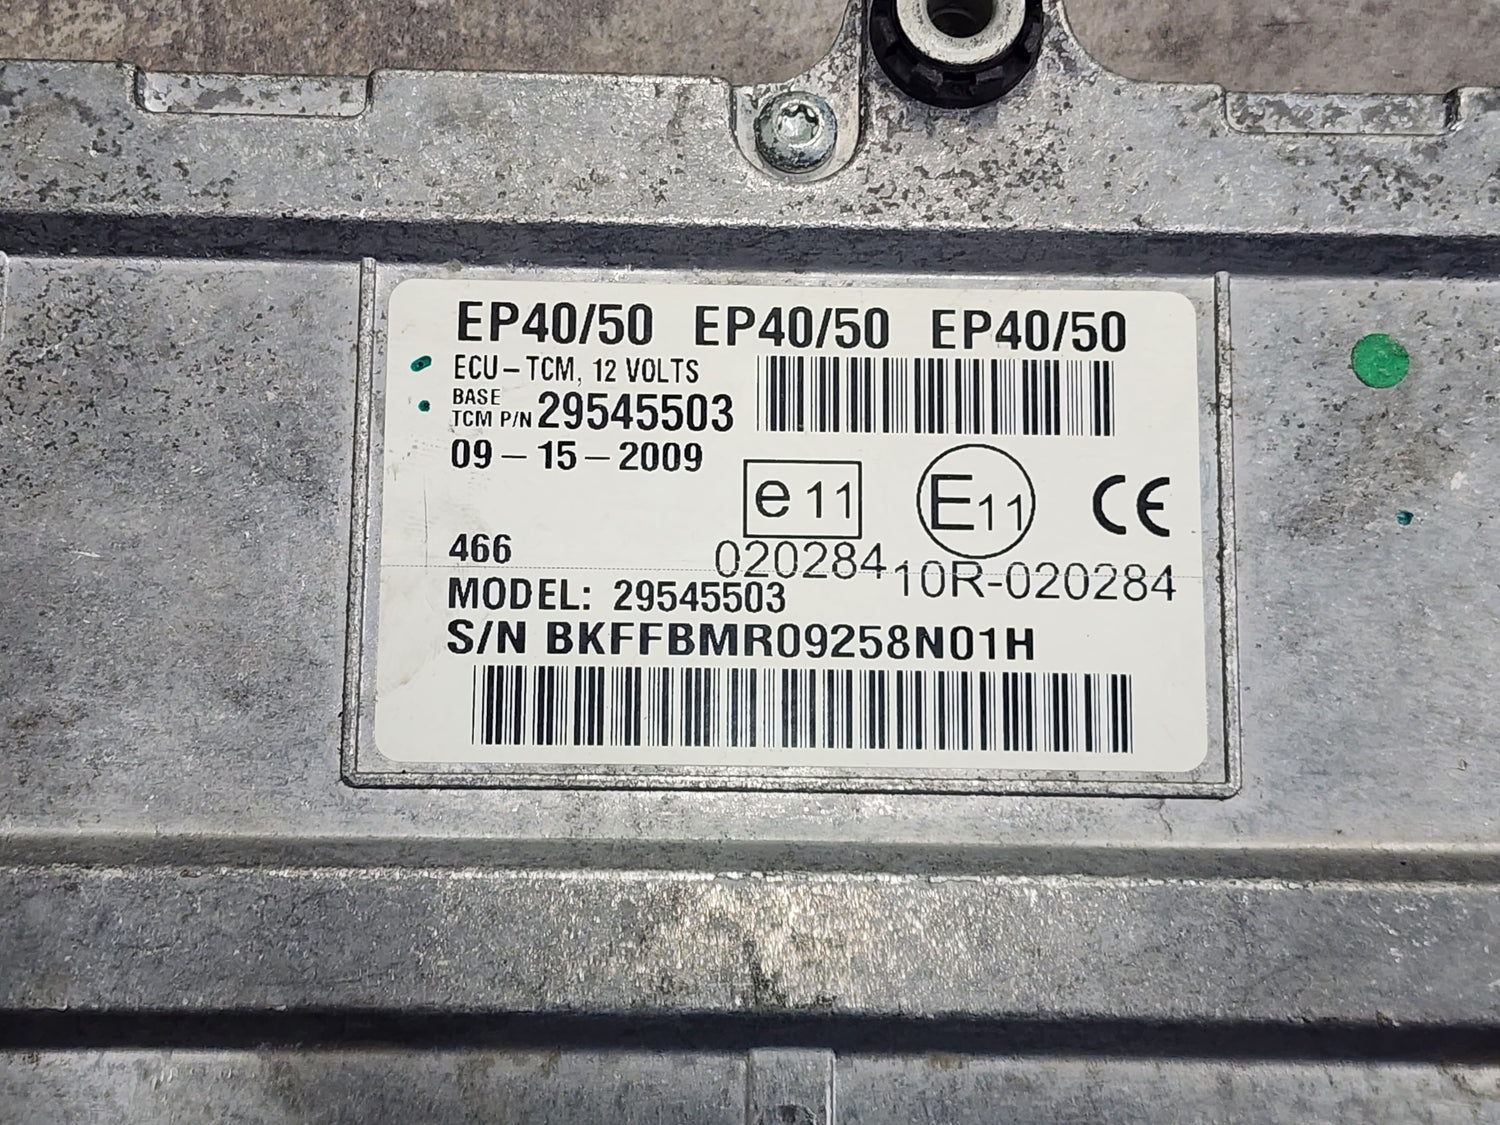 EP40/50 EP40/50 EP40/50
ECU – TCM, 12 VOLTS
BASE
TCM P/N 29545503
09 – 15 – 2009
e 11
E11
CE
466
020284
10R-020284
MODEL: 29545503
S/N BKFFBMR09258N01H